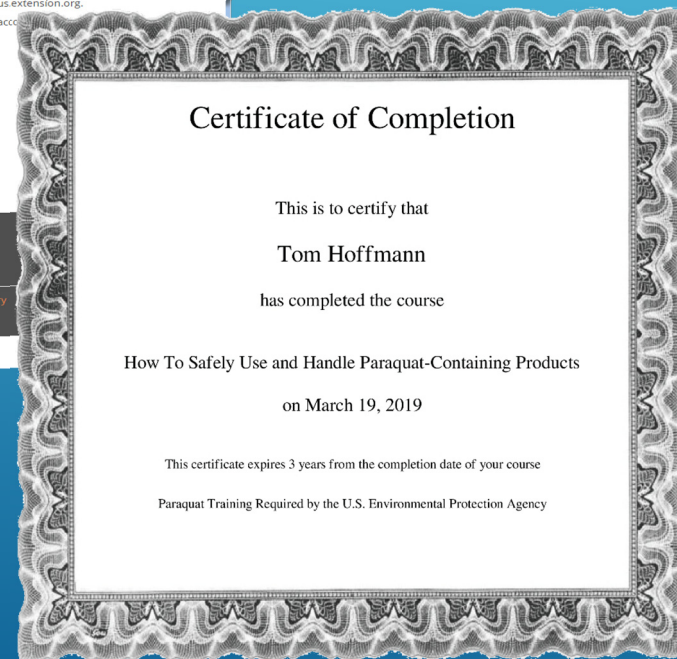 us.extension.org.
acco
y
Certificate of Completion
This is to certify that
Tom Hoffmann
has completed the course
How To Safely Use and Handle Paraquat-Containing Products
on March 19, 2019
This certificate expires 3 years from the completion date of your course
Paraquat Training Required by the U.S. Environmental Protection Agency